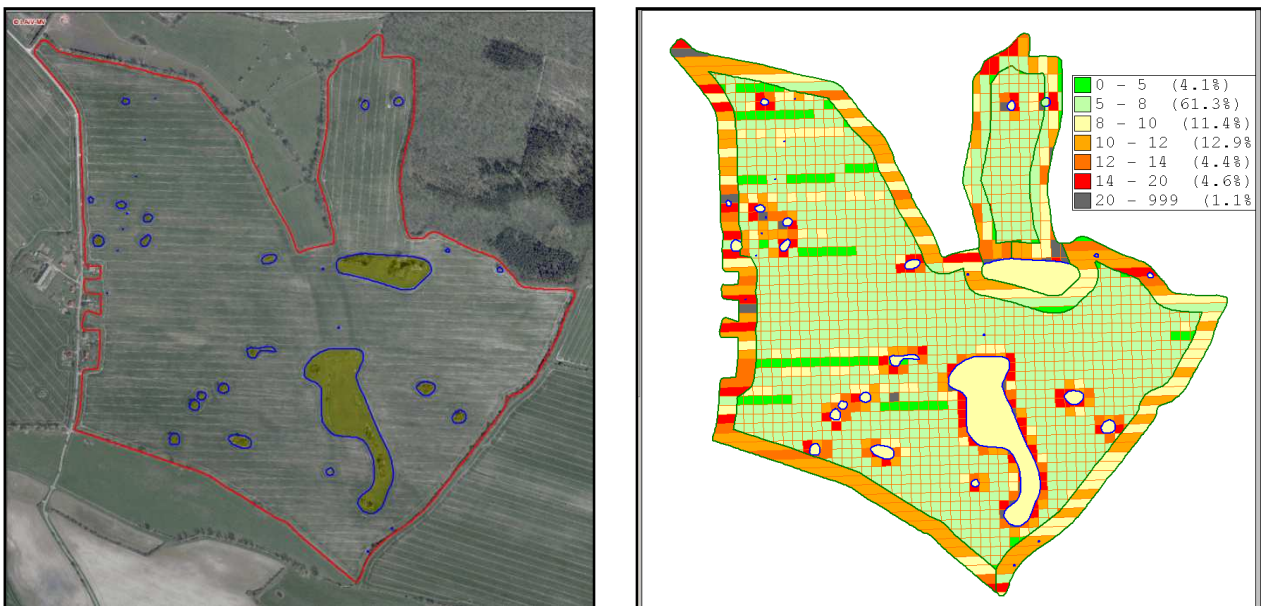 0 - 5 (4.1%)
5 - 8 (61.3%)
8 - 10 (11.4%)
10 - 12 (12.9%
12 - 14 (4.4%)
14 - 20 (4.6%)
20 - 999 (1.1%